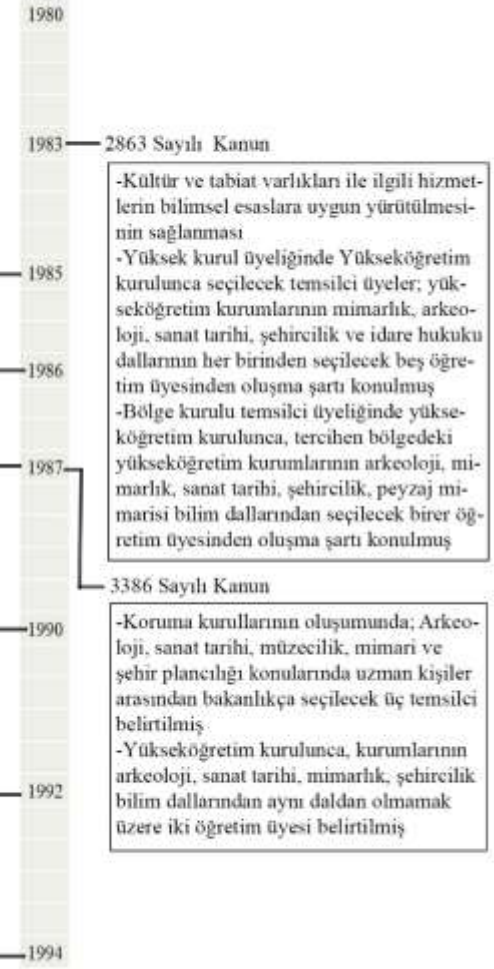 1980
1983
2863 Sayılı Kanun
-Kültür ve tabiat varlıkları ile ilgili hizmet-
lerin bilimsel esaslara uygun yürütülmesi-
nin sağlanması
-Yüksek kurul üyeliğinde Yükseköğretim
kurulunca seçilecek temsilci üyeler; yük-
seköğretim kurumlarının mimarlık, arkeo-
loji, sanat tarihi, şehircilik ve idare hukuku
dallarının her birinden seçilecek beş öğre-
tim üyesinden oluşma şartı konulmuş
-Bölge kurulu temsilci üyeliğinde yükse-
köğretim kurulunca, tercihen bölgedeki
yükseköğretim kurumlarının arkeoloji, mi-
marlık, sanat tarihi, şehircilik, peyzaj mi-
marisi bilim dallarından seçilecek birer öğ-
retim üyesinden oluşma şartı konulmuş
1985
1986
1987
3386 Sayılı Kanun
-Koruma kurullarının oluşumunda; Arkeo-
loji, sanat tarihi, müzecilik, mimari ve
şehir plancılığı konularında uzman kişiler
arasından bakanlıkça seçilecek üç temsilci
belirtilmiş
-Yükseköğretim kurulunca, kurumlarının
arkeoloji, sanat tarihi, mimarlık, şehircilik
bilim dallarından aynı daldan olmamak
üzere iki öğretim üyesi belirtilmiş
1990
1992
1994